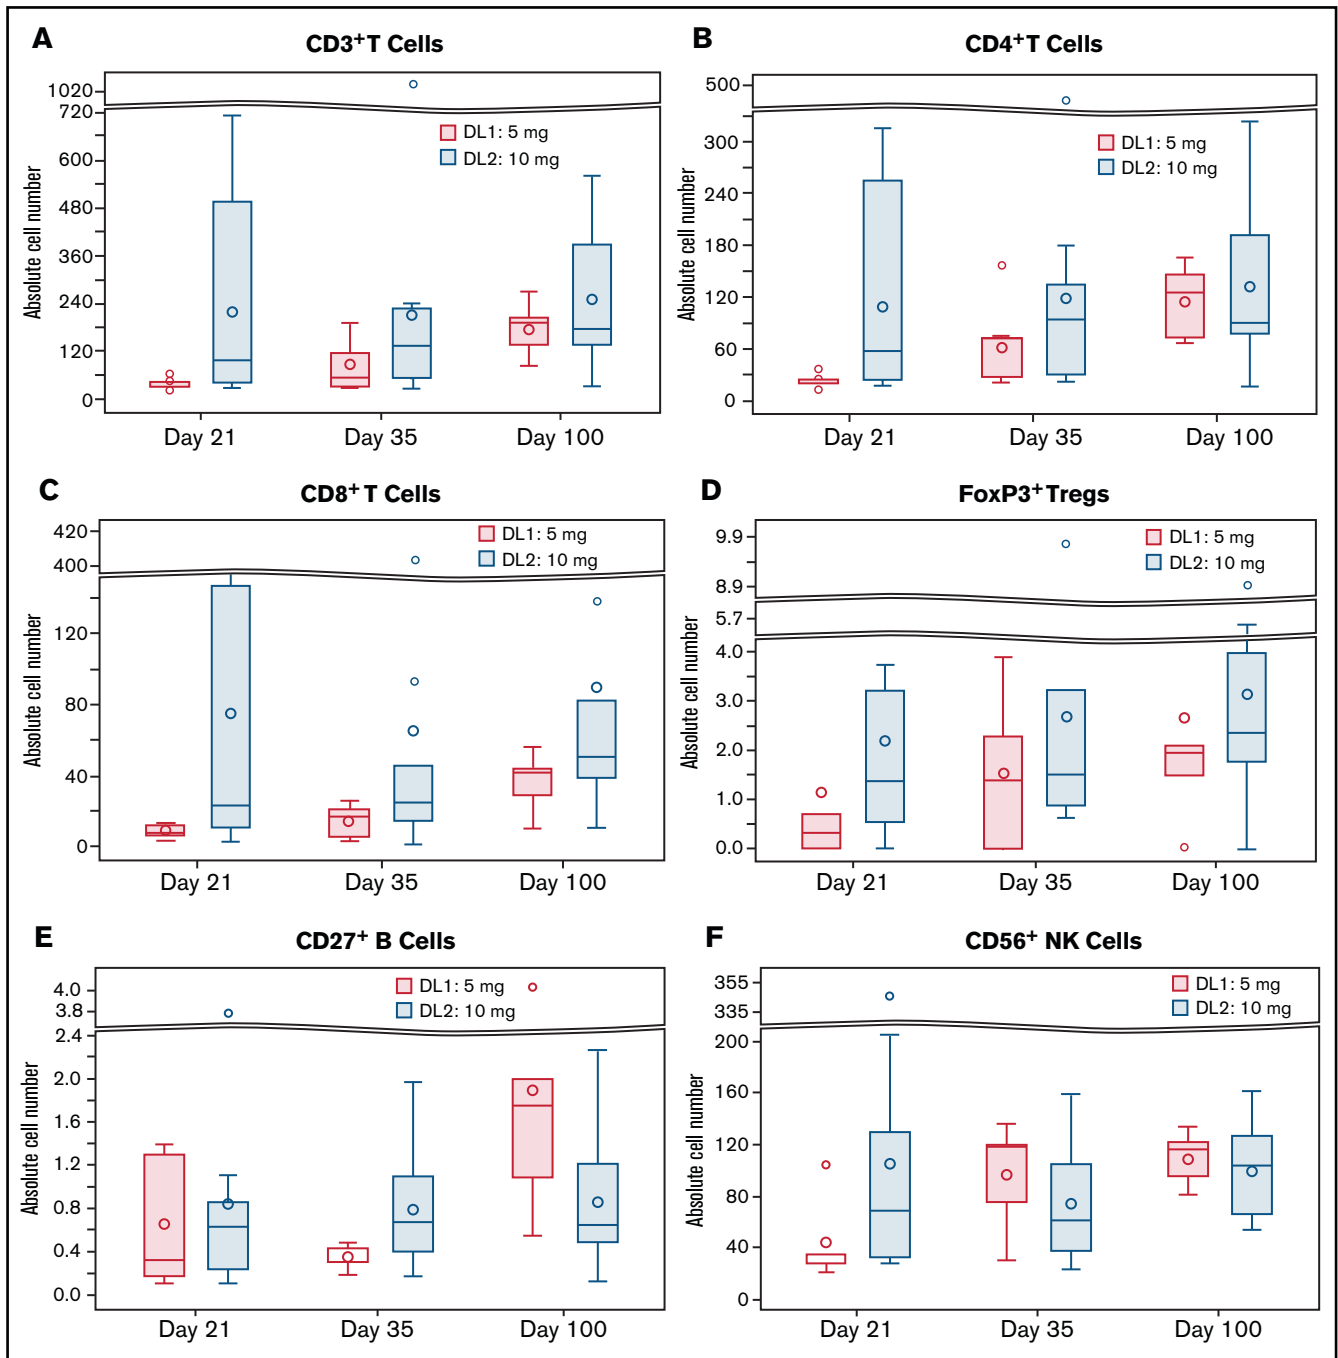 A
CD3+T Cells
Absolute cell number
1020
720
600
480
360
240
120
0
DL1: 5 mg
DL2: 10 mg
Day 21 Day 35 Day 100
B
CD4+T Cells
Absolute cell number
500
300
240
180
120
60
0
DL1: 5 mg
DL2: 10 mg
Day 21 Day 35 Day 100
C
CD8+ T Cells
Absolute cell number
420
400
120
80
40
0
DL1: 5 mg
DL2: 10 mg
Day 21 Day 35 Day 100
D
FoxP3+ Tregs
Absolute cell number
9.9
8.9
5.7
4.0
3.0
2.0
1.0
0.0
DL1: 5 mg
DL2: 10 mg
Day 21 Day 35 Day 100
E
CD27+ B Cells
Absolute cell number
4.0
3.8
2.4
2.0
1.6
1.2
0.8
0.4
0.0
DL1: 5 mg
DL2: 10 mg
Day 21 Day 35 Day 100
F
CD56+ NK Cells
Absolute cell number
355
335
200
160
120
80
40
0
DL1: 5 mg
DL2: 10 mg
Day 21 Day 35 Day 100